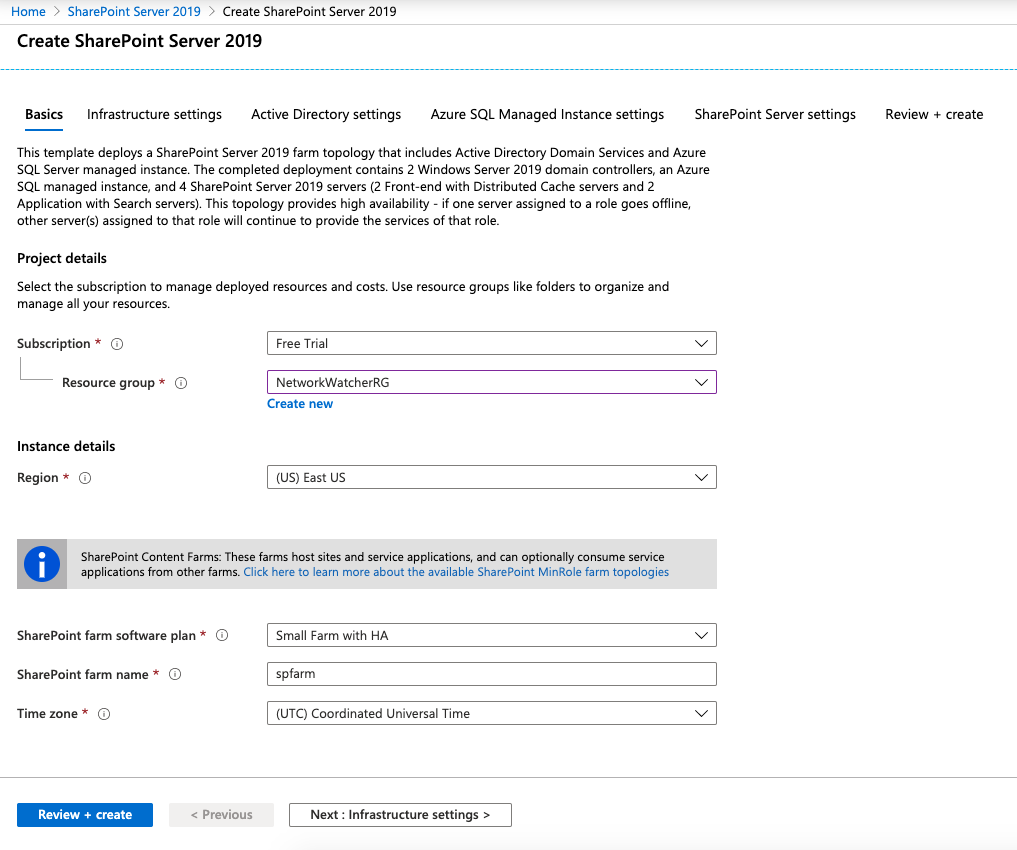 Home > SharePoint Server 2019 > Create SharePoint Server 2019
Create SharePoint Server 2019
Basics Infrastructure settings Active Directory settings Azure SQL Managed Instance settings SharePoint Server settings Review + create
This template deploys a SharePoint Server 2019 farm topology that includes Active Directory Domain Services and Azure
SQL Server managed instance. The completed deployment contains 2 Windows Server 2019 domain controllers, an Azure
SQL managed instance, and 4 SharePoint Server 2019 servers (2 Front-end with Distributed Cache servers and 2
Application with Search servers). This topology provides high availability - if one server assigned to a role goes offline,
other server(s) assigned to that role will continue to provide the services of that role.
Project details
Select the subscription to manage deployed resources and costs. Use resource groups like folders to organize and
manage all your resources.
Subscription * Free Trial
Resource group * NetworkWatcherRG
Create new
Instance details
Region * (US) East US
SharePoint Content Farms: These farms host sites and service applications, and can optionally consume service
applications from other farms. Click here to learn more about the available SharePoint MinRole farm topologies
SharePoint farm software plan * Small Farm with HA
SharePoint farm name * spfarm
Time zone * (UTC) Coordinated Universal Time
Review + create < Previous Next : Infrastructure settings >